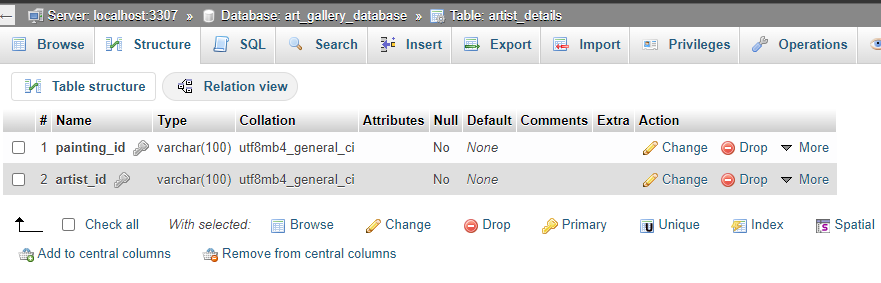 Server: localhost:3307 » Database: art_gallery_database » Table: artist_details
Browse Structure SQL Search Insert Export Import Privileges Operations
Table structure Relation view
# Name Type Collation Attributes Null Default Comments Extra Action
1 painting_id varchar(100) utf8mb4_general_ci No None Change Drop More
2 artist_id varchar(100) utf8mb4_general_ci No None Change Drop More
Check all With selected: Browse Change Drop Primary Unique Index Spatial
Add to central columns Remove from central columns